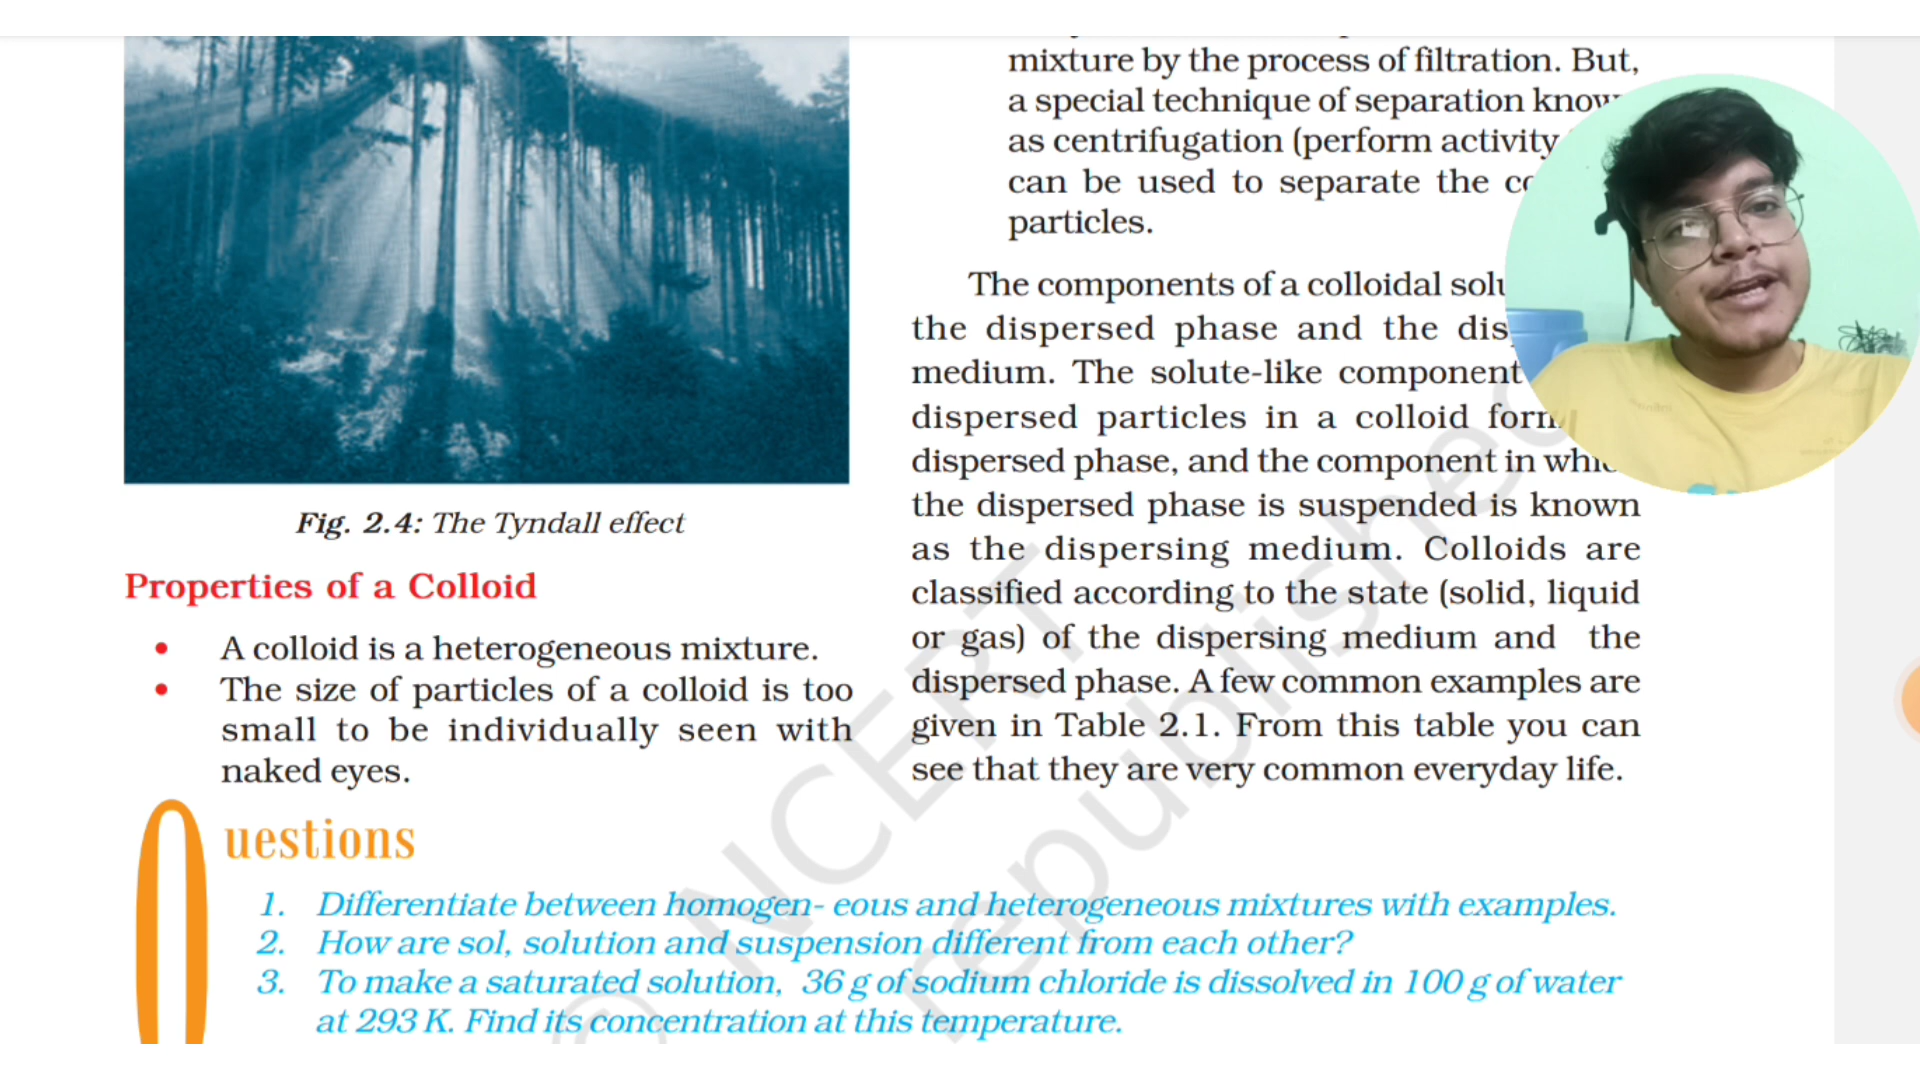 Fig. 2.4: The Tyndall effect
Properties of a Colloid
• A colloid is a heterogeneous mixture.
• The size of particles of a colloid is too
small to be individually seen with
naked eyes.
mixture by the process of filtration. But,
a special technique of separation
as centrifugation (perform activity
can be used to separate the
particles.
The components of a colloidal
the dispersed phase and the
medium. The solute-like component
dispersed particles in a colloid
dispersed phase, and the component in
the dispersed phase is suspended is known
as the dispersing medium. Colloids are
classified according to the state (solid, liquid
or gas) of the dispersing medium and the
dispersed phase. A few common examples are
given in Table 2.1. From this table you can
see that they are very common everyday life.
Questions
1. Differentiate between homogen- eous and heterogeneous mixtures with examples.
2. How are sol, solution and suspension different from each other?
3. To make a saturated solution, 36 g of sodium chloride is dissolved in 100 g of water
at 293 K. Find its concentration at this temperature.
© NCERT
republished